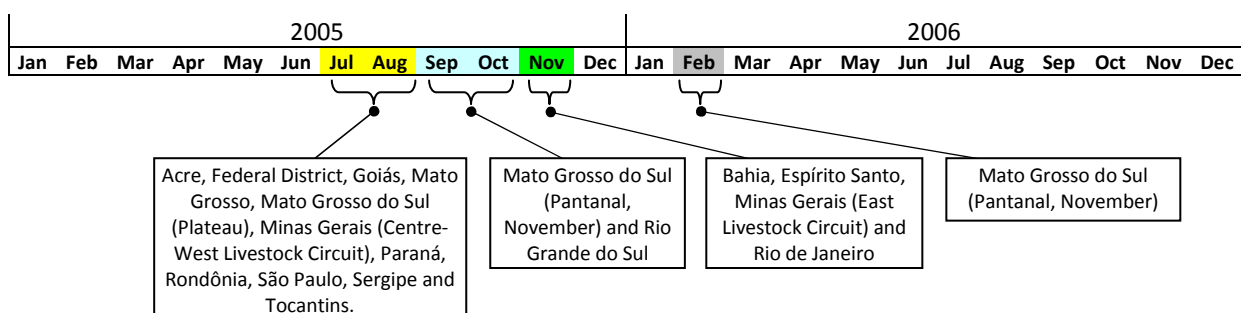 2005 2006
Jan Feb Mar Apr May Jun Jul Aug Sep Oct Nov Dec Jan Feb Mar Apr May Jun Jul Aug Sep Oct Nov Dec
Acre, Federal District, Goiás, Mato
Grosso, Mato Grosso do Sul
(Plateau), Minas Gerais (Centre-
West Livestock Circuit), Paraná,
Rondônia, São Paulo, Sergipe and
Tocantins.
Mato Grosso do Sul
(Pantanal,
November) and Rio
Grande do Sul
Bahia, Espírito Santo,
Minas Gerais (East
Livestock Circuit) and
Rio de Janeiro
Mato Grosso do Sul
(Pantanal, November)